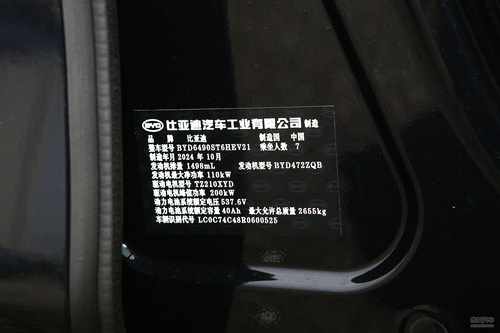 BYD 比亚迪汽车工业有限公司 制造
品 牌 比亚迪 制造国 中国
整车型号 BYD6490ST6HEV21 乘坐人数 7
制造年月 2024 年 10月
发动机排量 1498mL 发动机型号 BYD472ZQB
发动机最大净功率 110kW
驱动电机型号 TZ210XYD
驱动电机峰值功率 200kW
动力电池系统额定电压 537.6V
动力电池系统额定容量 40Ah 最大允许总质量 2655kg
车辆识别代号 LC0C74C48R0600525